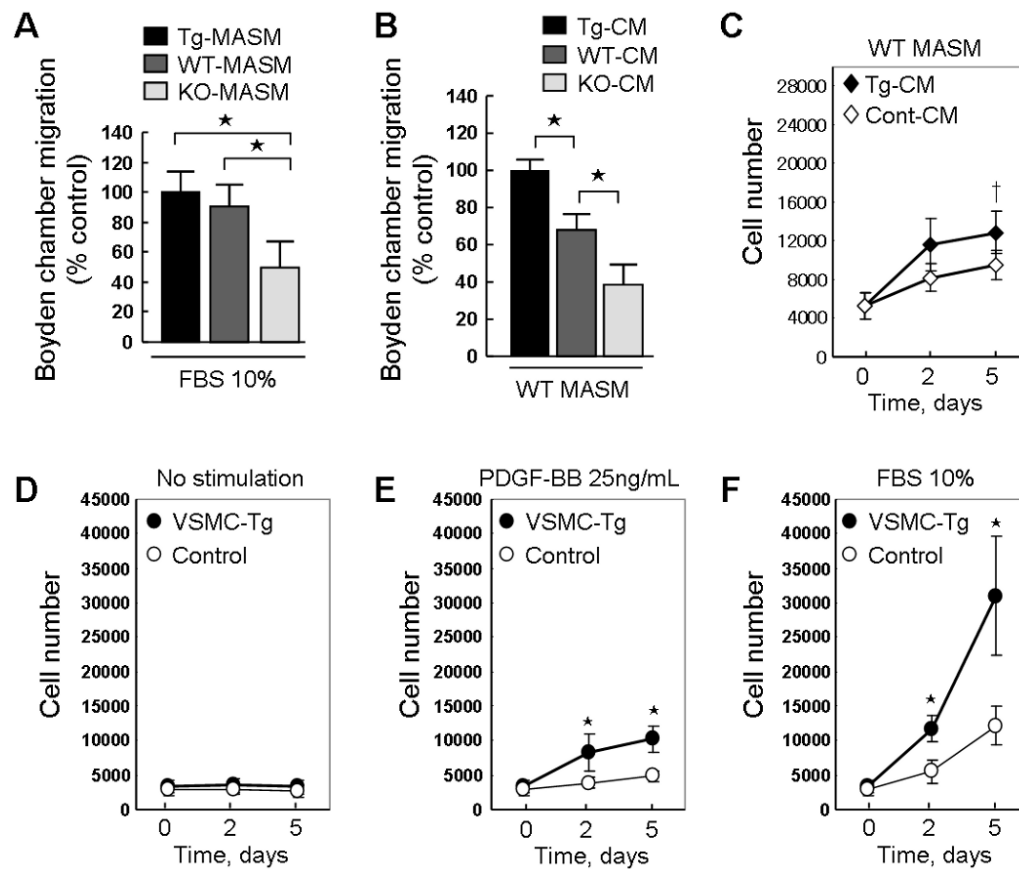 A
Tg-MASM
WT-MASM
KO-MASM
Boyden chamber migration
(% control)
140
120
100
80
60
40
20
0
★
★
FBS 10%
B
Tg-CM
WT-CM
KO-CM
Boyden chamber migration
(% control)
140
120
100
80
60
40
20
0
★
★
WT MASM
C
WT MASM
Tg-CM
Cont-CM
Cell number
28000
24000
20000
16000
12000
8000
4000
0
†
0 2 5
Time, days
D
No stimulation
VSMC-Tg
Control
Cell number
45000
40000
35000
30000
25000
20000
15000
10000
5000
0
0 2 5
Time, days
E
PDGF-BB 25ng/mL
VSMC-Tg
Control
Cell number
45000
40000
35000
30000
25000
20000
15000
10000
5000
0
★ ★
0 2 5
Time, days
F
FBS 10%
VSMC-Tg
Control
Cell number
45000
40000
35000
30000
25000
20000
15000
10000
5000
0
★ ★
0 2 5
Time, days